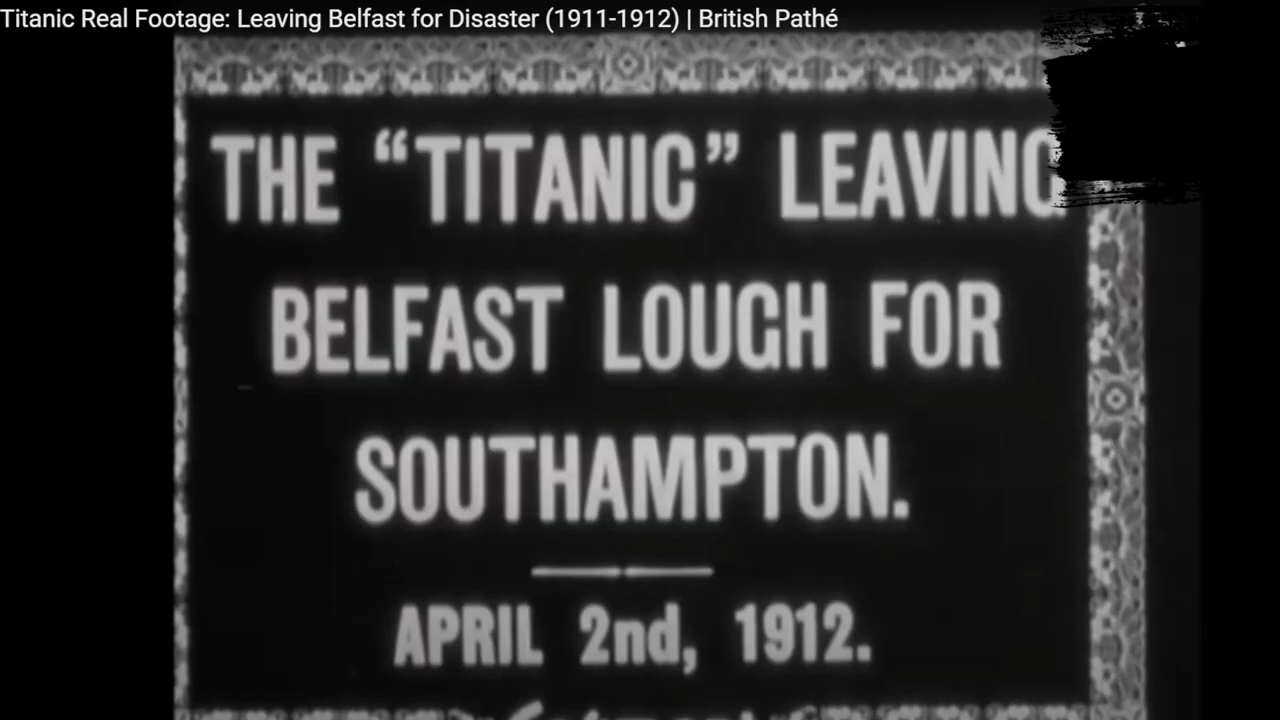 Titanic Real Footage: Leaving Belfast for Disaster (1911-1912) | British Pathé
THE “TITANIC” LEAVING
BELFAST LOUGH FOR
SOUTHAMPTON.
APRIL 2nd, 1912.